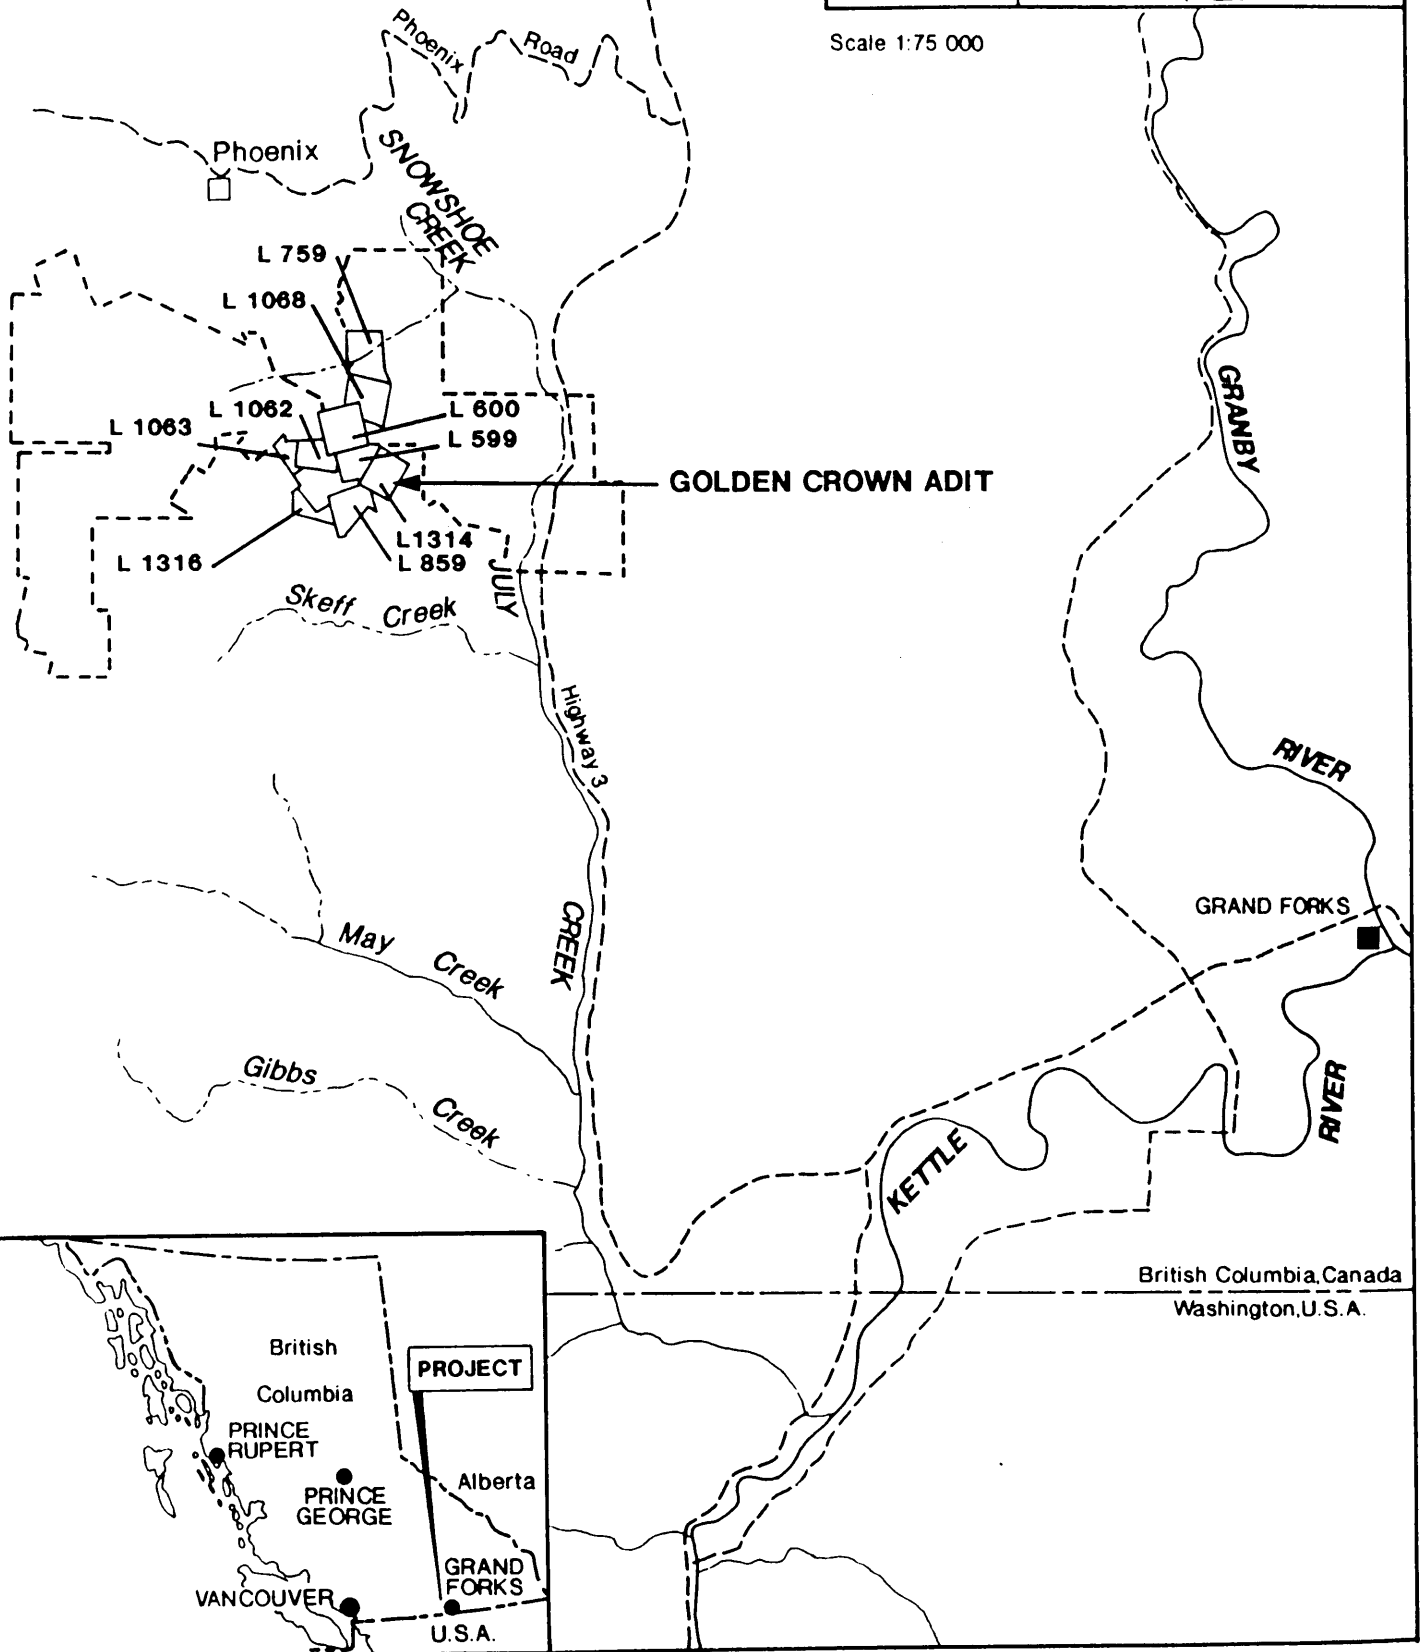 Scale 1:75 000
Phoenix Road
Phoenix
SNOWSHOE
CREEK
L 759
L 1068
L 1062
L 600
L 1063
L 599
GOLDEN CROWN ADIT
L1314
L 1316
L 859
JULY
Skeff Creek
Highway 3
GRANBY
RIVER
GRAND FORKS
CREEK
May Creek
Gibbs
Creek
KETTLE
RIVER
British Columbia,Canada
Washington,U.S.A.
British
Columbia
PROJECT
PRINCE
RUPERT
PRINCE
GEORGE
Alberta
GRAND
FORKS
VANCOUVER
U.S.A.